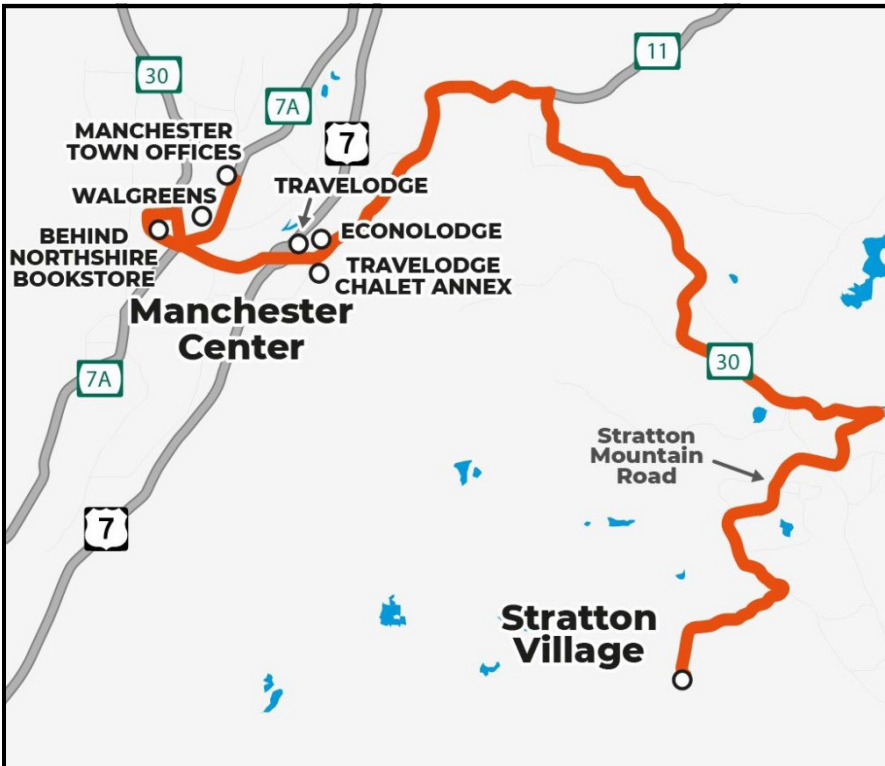 11
30
7A
MANCHESTER
TOWN OFFICES
7
TRAVELODGE
WALGREENS
ECONOLODGE
BEHIND
NORTHSHIRE
BOOKSTORE
TRAVELODGE
CHALET ANNEX
Manchester
Center
7A
30
Stratton
Mountain
Road
7
Stratton
Village